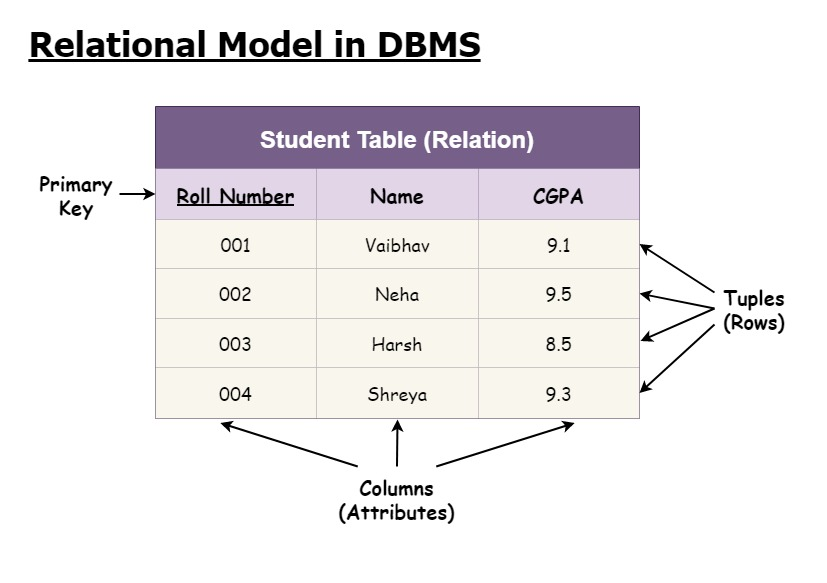 Relational Model in DBMS
Student Table (Relation)
Primary
Key
Roll Number Name CGPA
001 Vaibhav 9.1
002 Neha 9.5
003 Harsh 8.5
004 Shreya 9.3
Tuples
(Rows)
Columns
(Attributes)